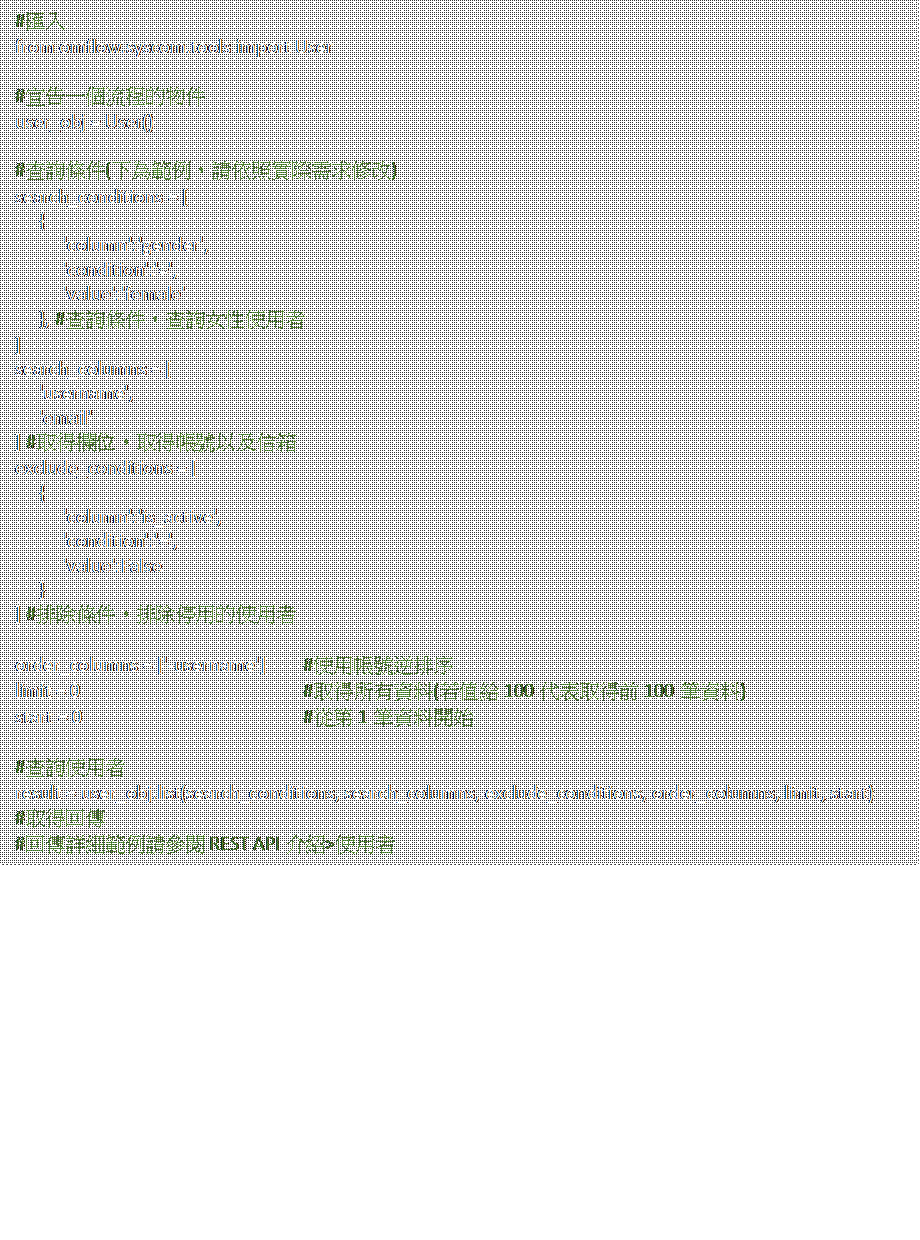 #匯入
from omflow.syscom.tools import User
#宣告一個流程的物件
user_obj = User()
#查詢條件(下為範例，請依照實際需求修改)
search_conditions = [
{
'column':'gender',
'condition':'=',
'value':'female'
}, #查詢條件，查詢女性使用者
]
search_columns = [
'username',
'email'
] #取得欄位，取得帳號以及信箱
exclude_conditions = [
{
'column':'is_active',
'condition':'=',
'value':False
},
] #排除條件，排除停用的使用者
order_columns = ['-username'] #使用帳號逆排序
limit = 0 #取得所有資料(若值給 100 代表取得前 100 筆資料)
start = 0 #從第 1 筆資料開始
#查詢使用者
result = user_obj.list(search_conditions, search_columns, exclude_conditions, order_columns, limit, start)
#取得回傳
#回傳詳細範例請參閱 REST API 介紹>使用者